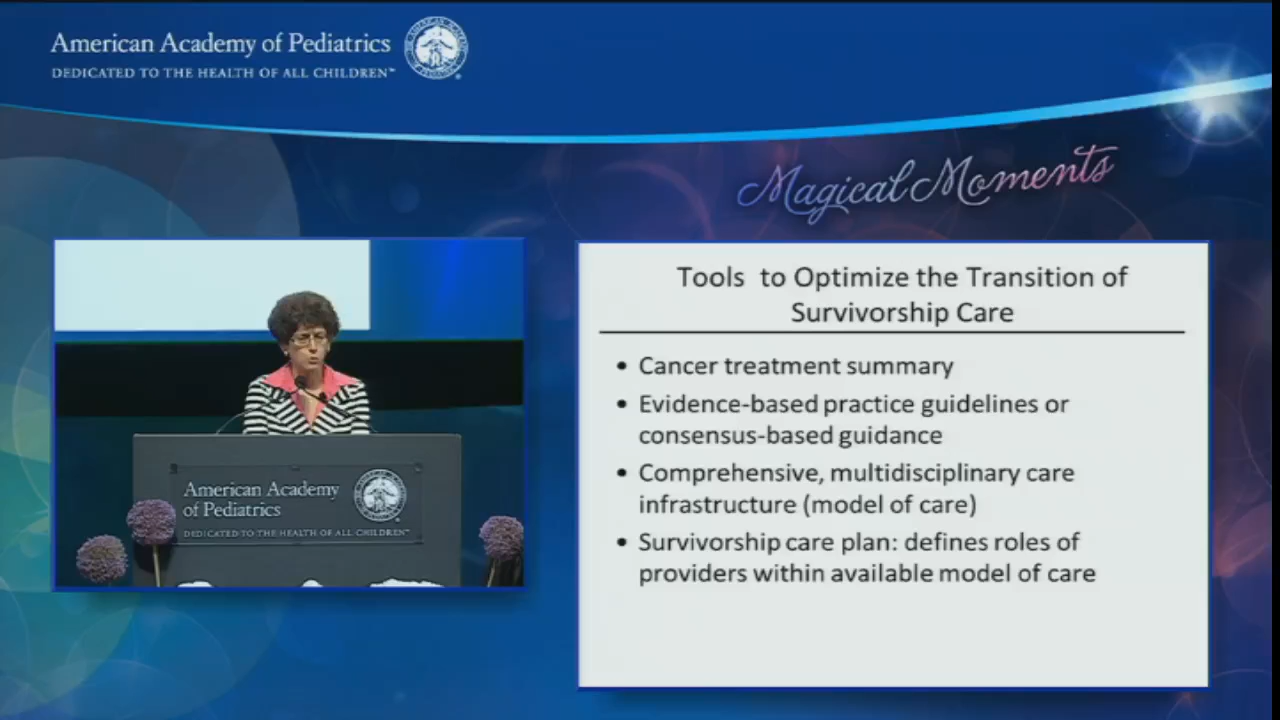 American Academy of Pediatrics
DEDICATED TO THE HEALTH OF ALL CHILDREN™
Magical Moments
Tools to Optimize the Transition of
Survivorship Care
• Cancer treatment summary
• Evidence-based practice guidelines or
consensus-based guidance
• Comprehensive, multidisciplinary care
infrastructure (model of care)
• Survivorship care plan: defines roles of
providers within available model of care
American Academy
of Pediatrics
DEDICATED TO THE HEALTH OF ALL CHILDREN™